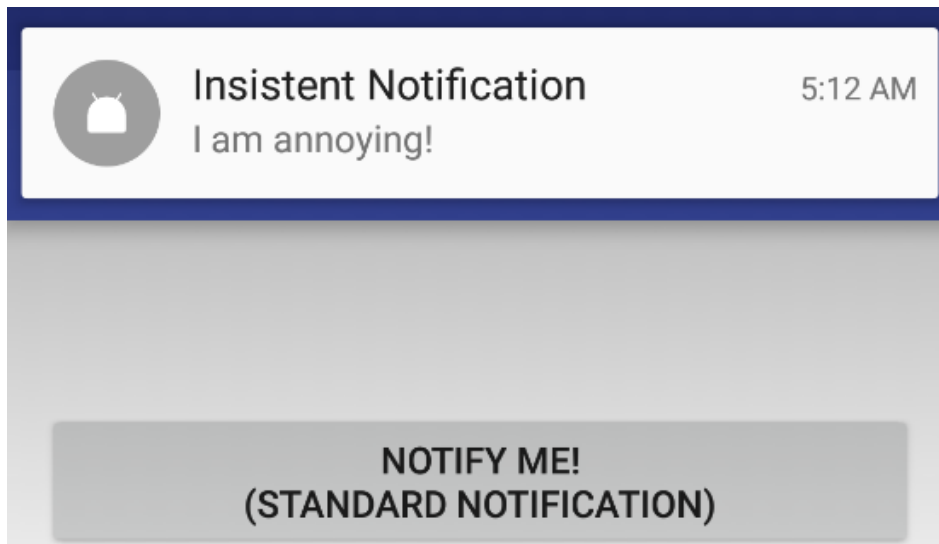 Insistent Notification 5:12 AM
I am annoying!
NOTIFY ME!
(STANDARD NOTIFICATION)